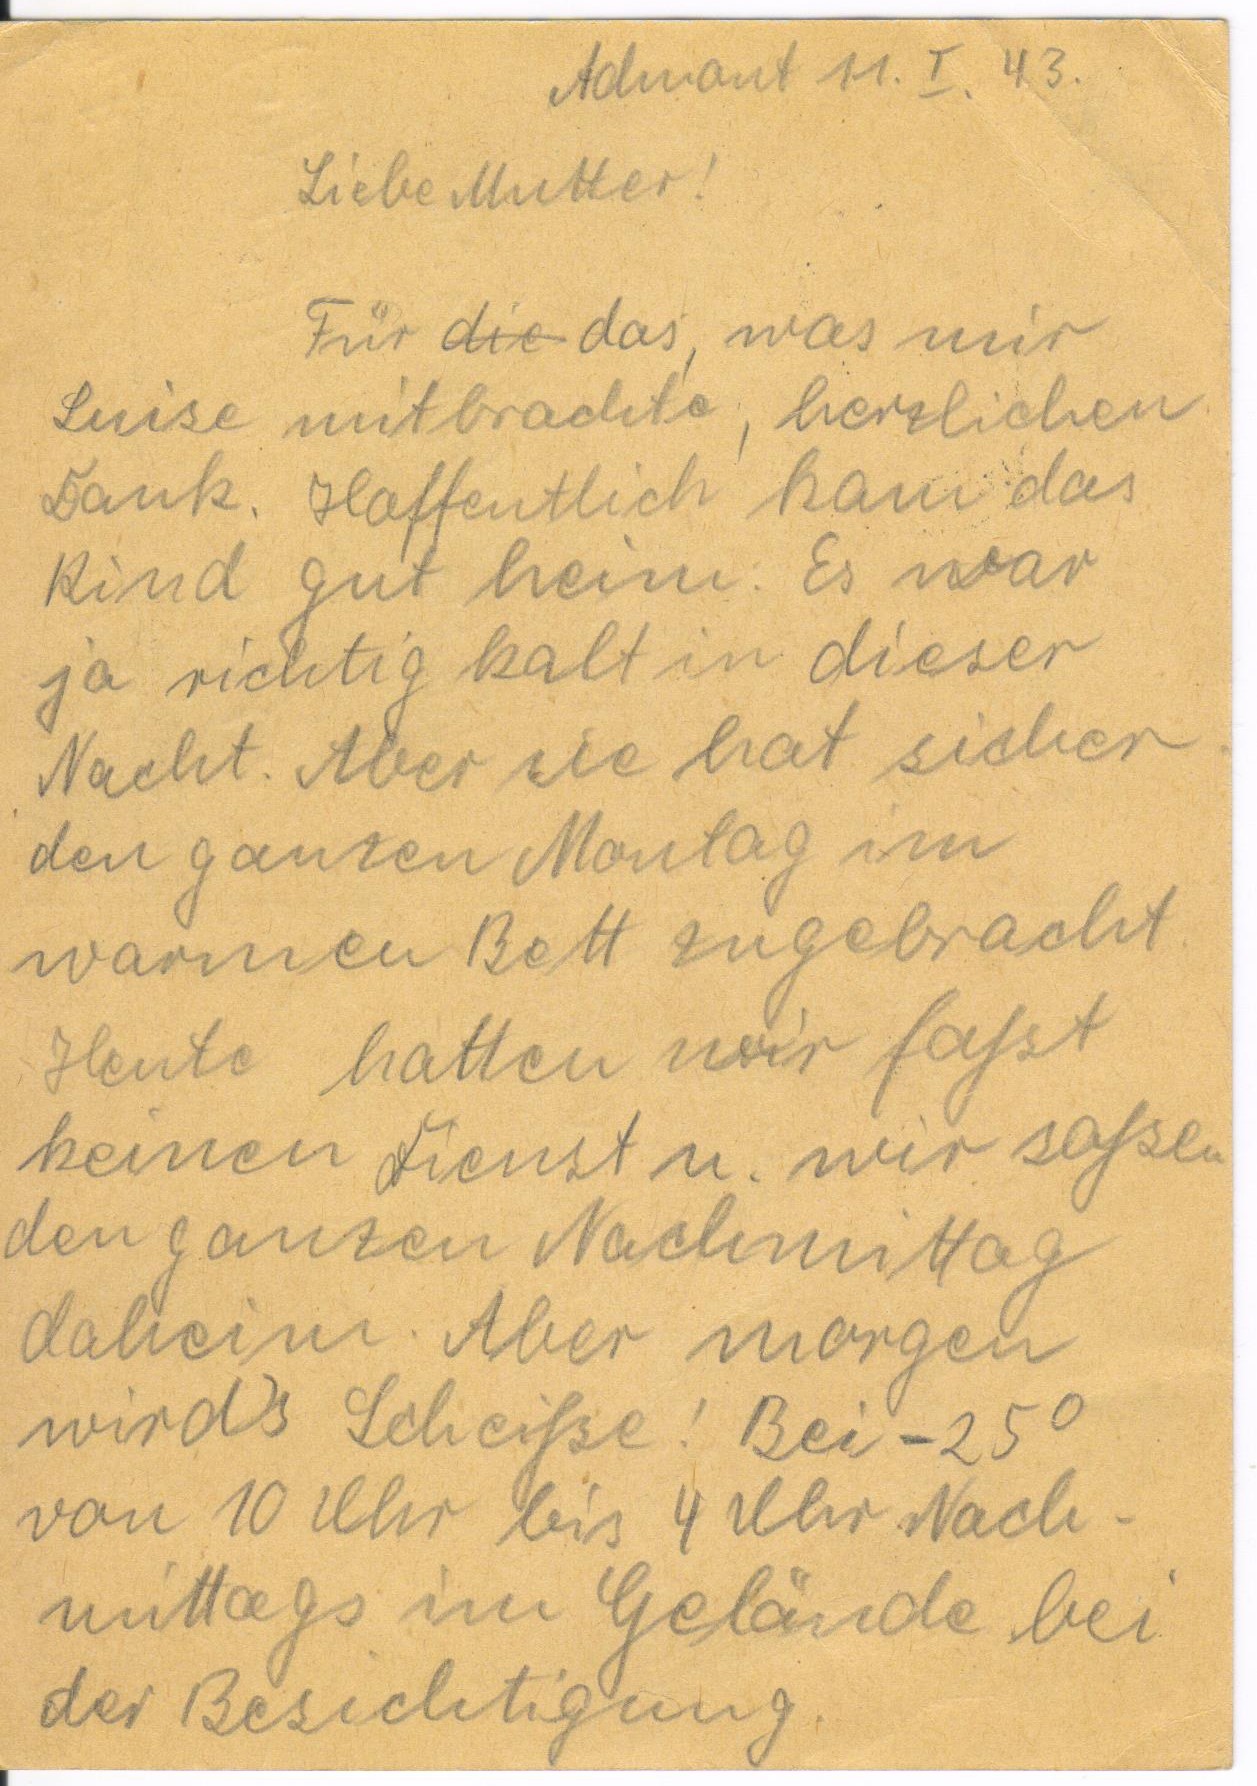 Admont 11. I. 43.
Liebe Mutter!
Für die das, was mir
Luise mitbrachte, herzlichen
Dank. Hoffentlich kam das
Kind gut heim. Es war
ja richtig kalt in dieser
Nacht. Aber sie hat sicher
den ganzen Montag im
warmen Bett zugebracht
Heute hatten wir faßt
keinen Dienst u. wir saßen
den ganzen Nachmittag
daheim. Aber morgen
wird's Scheiße! Bei -25°
von 10 Uhr bis 4 Uhr Nach-
mittags im Gelände bei
der Besichtigung.